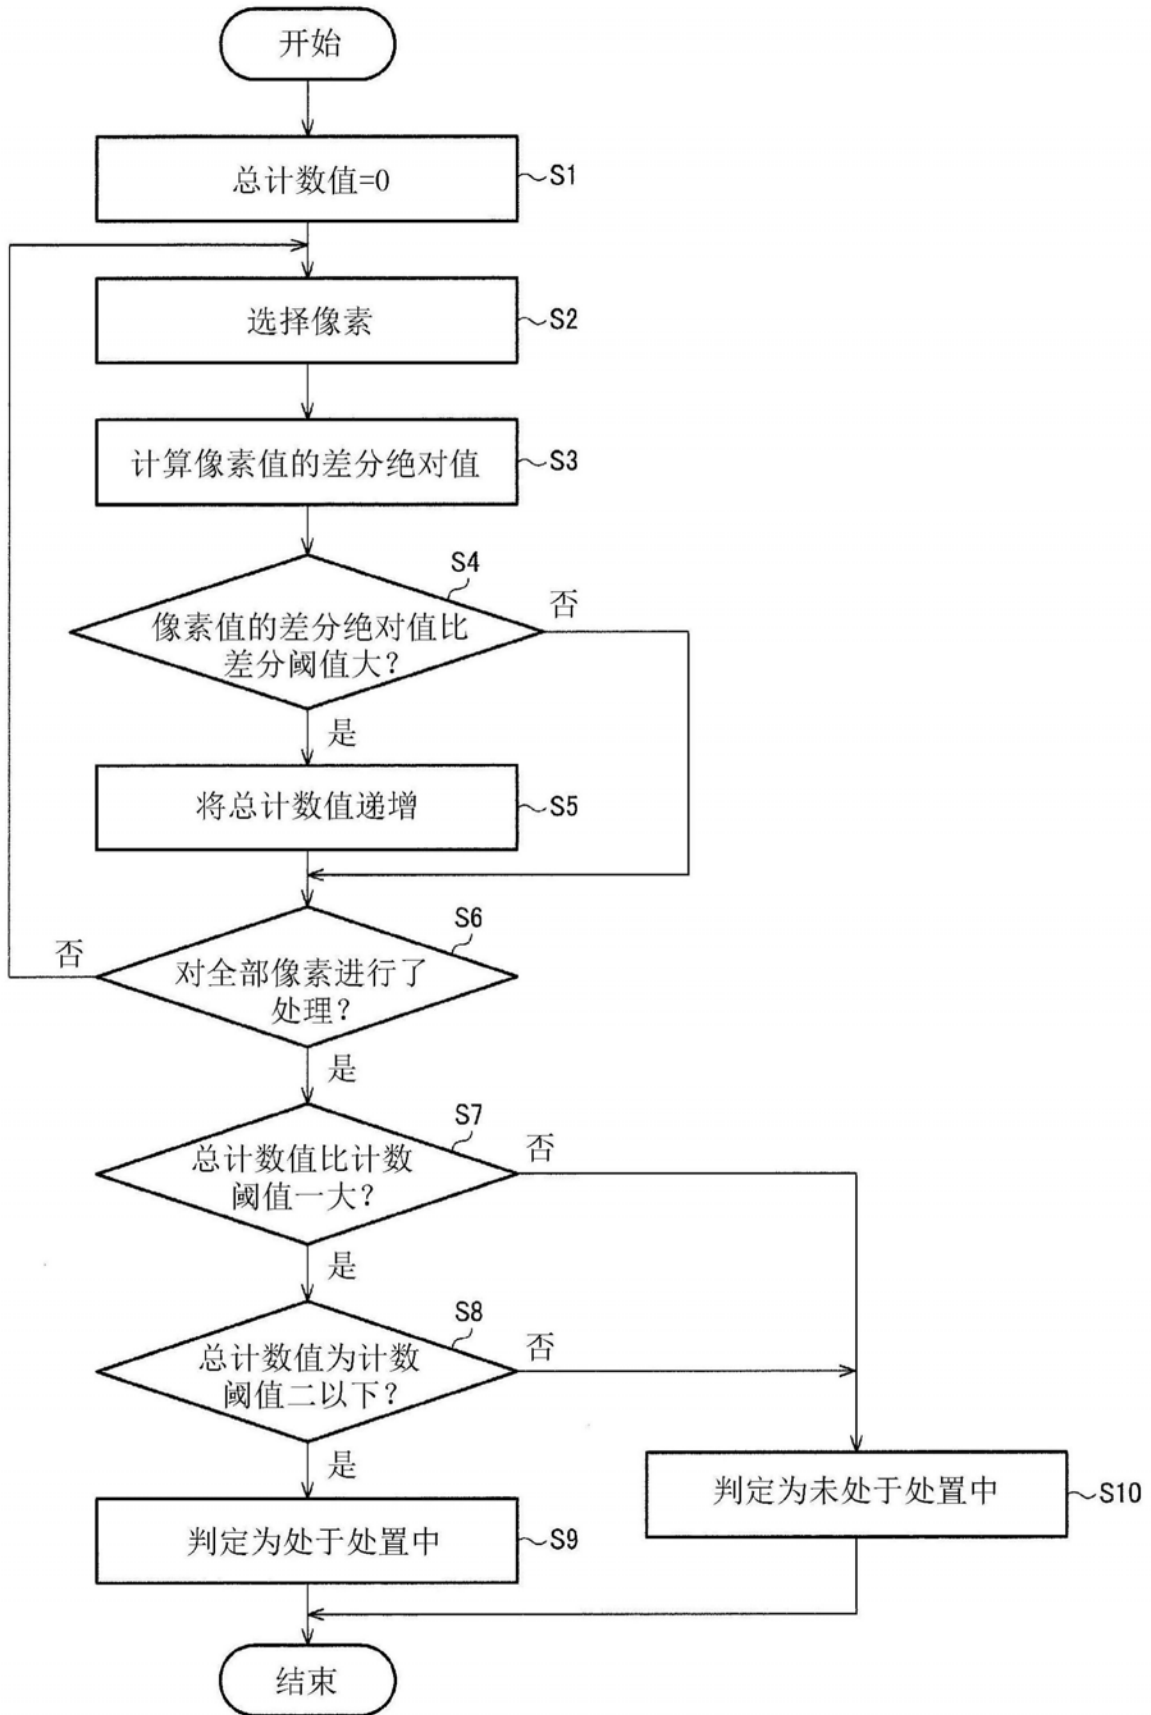 开始
总计数值=0
S1
选择像素
S2
计算像素值的差分绝对值
S3
S4
否
像素值的差分绝对值比
差分阈值大？
是
将总计数值递增
S5
S6
否
对全部像素进行了
处理？
是
S7
否
总计数值比计数
阈值一大？
是
S8
否
总计数值为计数
阈值二以下？
是
判定为未处于处置中
S10
判定为处于处置中
S9
结束